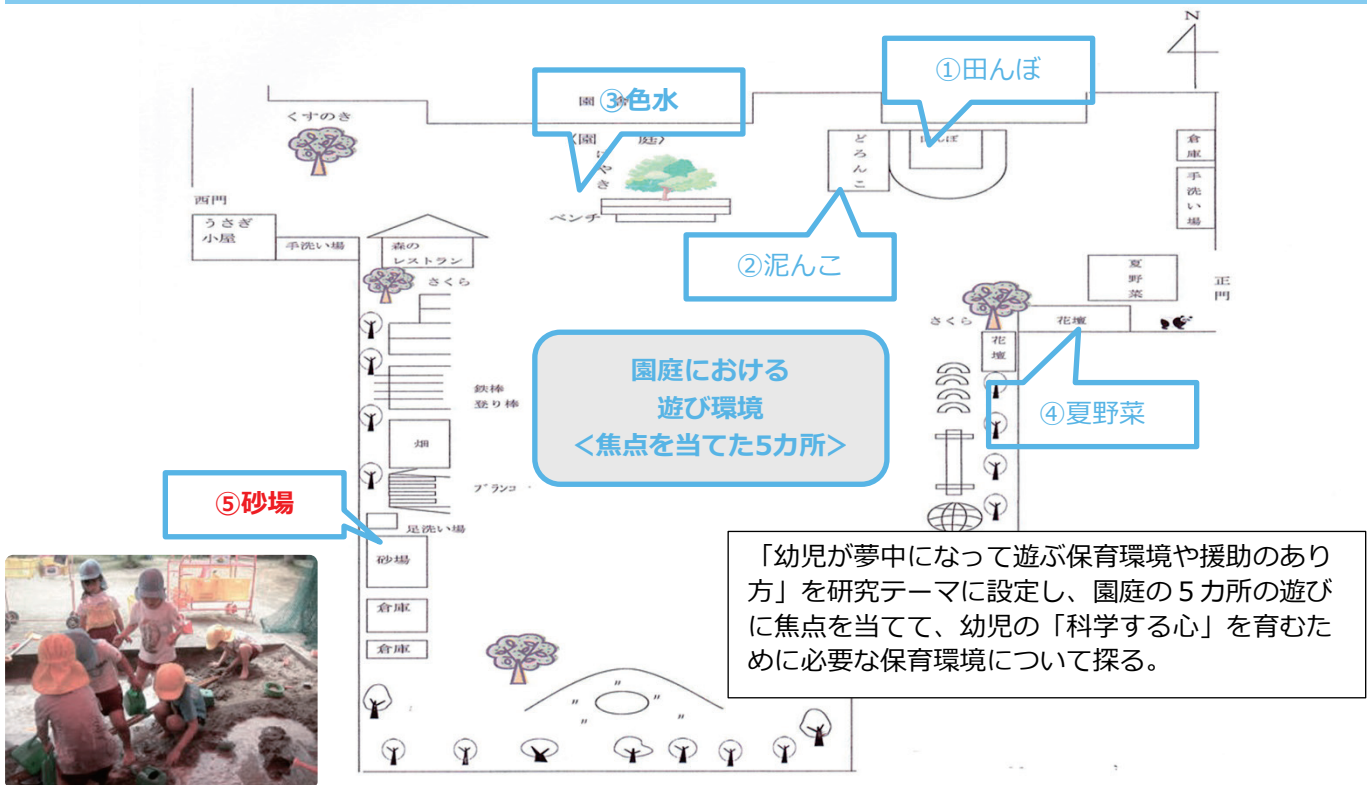 N
①田んぼ
園
③色水
くすのき
〈園
庭〉
どろんこ
倉庫
手洗い場
西門
ベンチ
うさぎ
小屋
手洗い場
森の
レストラン
②泥んこ
さくら
夏野菜
正門
さくら
花壇
花壇
園庭における
遊び環境
<焦点を当てた5カ所>
鉄棒
登り棒
④夏野菜
畑
⑤砂場
ブランコ
足洗い場
砂場
倉庫
倉庫
「幼児が夢中になって遊ぶ保育環境や援助のあり
方」を研究テーマに設定し、園庭の５カ所の遊び
に焦点を当てて、幼児の「科学する心」を育むた
めに必要な保育環境について探る。